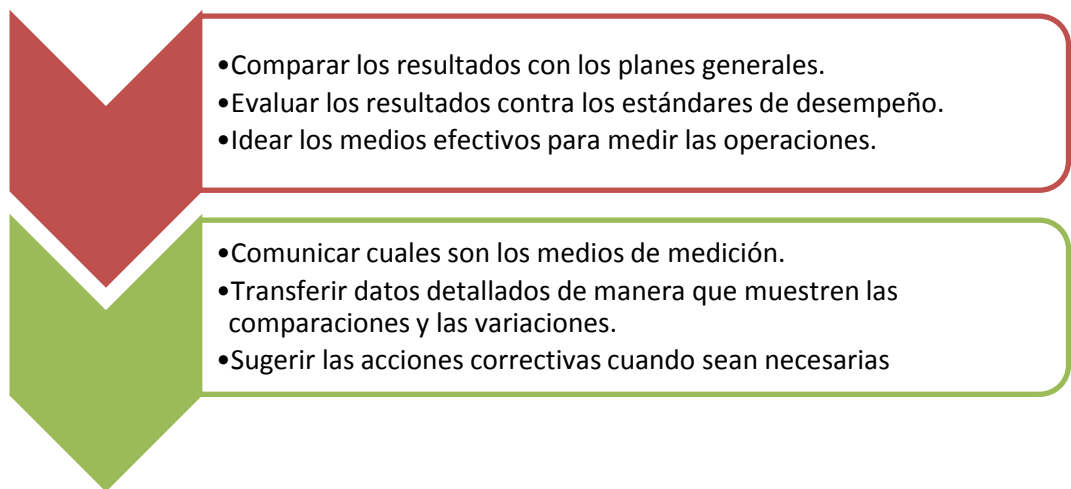 •Comparar los resultados con los planes generales.
•Evaluar los resultados contra los estándares de desempeño.
•Idear los medios efectivos para medir las operaciones.
•Comunicar cuales son los medios de medición.
•Transferir datos detallados de manera que muestren las
comparaciones y las variaciones.
•Sugerir las acciones correctivas cuando sean necesarias